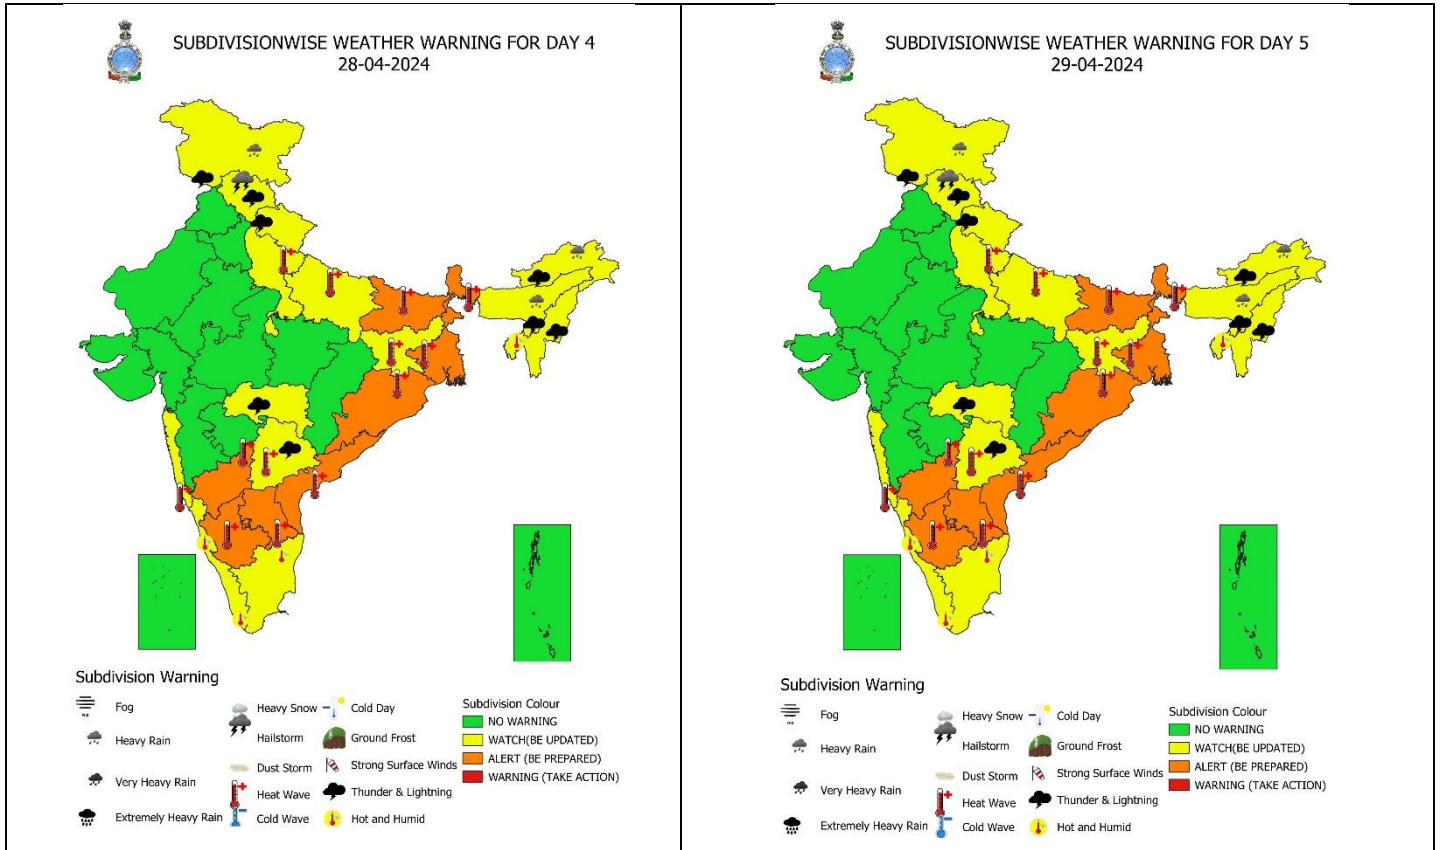 SUBDIVISIONWISE WEATHER WARNING FOR DAY 4
28-04-2024
Subdivision Warning
Fog
Heavy Rain
Very Heavy Rain
Extremely Heavy Rain
Heavy Snow
Hailstorm
Dust Storm
Heat Wave
Cold Wave
Cold Day
Ground Frost
Strong Surface Winds
Thunder & Lightning
Hot and Humid
Subdivision Colour
NO WARNING
WATCH(BE UPDATED)
ALERT (BE PREPARED)
WARNING (TAKE ACTION)
SUBDIVISIONWISE WEATHER WARNING FOR DAY 5
29-04-2024
Subdivision Warning
Fog
Heavy Rain
Very Heavy Rain
Extremely Heavy Rain
Heavy Snow
Hailstorm
Dust Storm
Heat Wave
Cold Wave
Cold Day
Ground Frost
Strong Surface Winds
Thunder & Lightning
Hot and Humid
Subdivision Colour
NO WARNING
WATCH(BE UPDATED)
ALERT (BE PREPARED)
WARNING (TAKE ACTION)